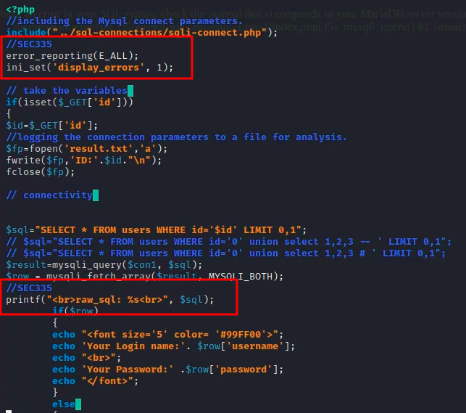 <?php
//including the Mysql connect parameters.
include("../sql-connections/sqli-connect.php");
//SEC335
error_reporting(E_ALL);
ini_set('display_errors', 1);
// take the variables
if(isset($_GET['id']))
{
$id=$_GET['id'];
//logging the connection parameters to a file for analysis.
$fp=fopen('result.txt','a');
fwrite($fp,'ID:'.$id."\n");
fclose($fp);
// connectivity
$sql="SELECT * FROM users WHERE id='$id' LIMIT 0,1";
// $sql="SELECT * FROM users WHERE id='0' union select 1,2,3 -- ' LIMIT 0,1";
// $sql="SELECT * FROM users WHERE id='0' union select 1,2,3 # ' LIMIT 0,1";
$result=mysqli_query($con1, $sql);
$row = mysqli_fetch_array($result, MYSQLI_BOTH);
//SEC335
printf("<br>raw_sql: %s<br>", $sql);
if($row)
{
echo "<font size='5' color= '#99FF00'>";
echo 'Your Login name:'. $row['username'];
echo "<br>";
echo 'Your Password:' .$row['password'];
echo "</font>";
}
else
{